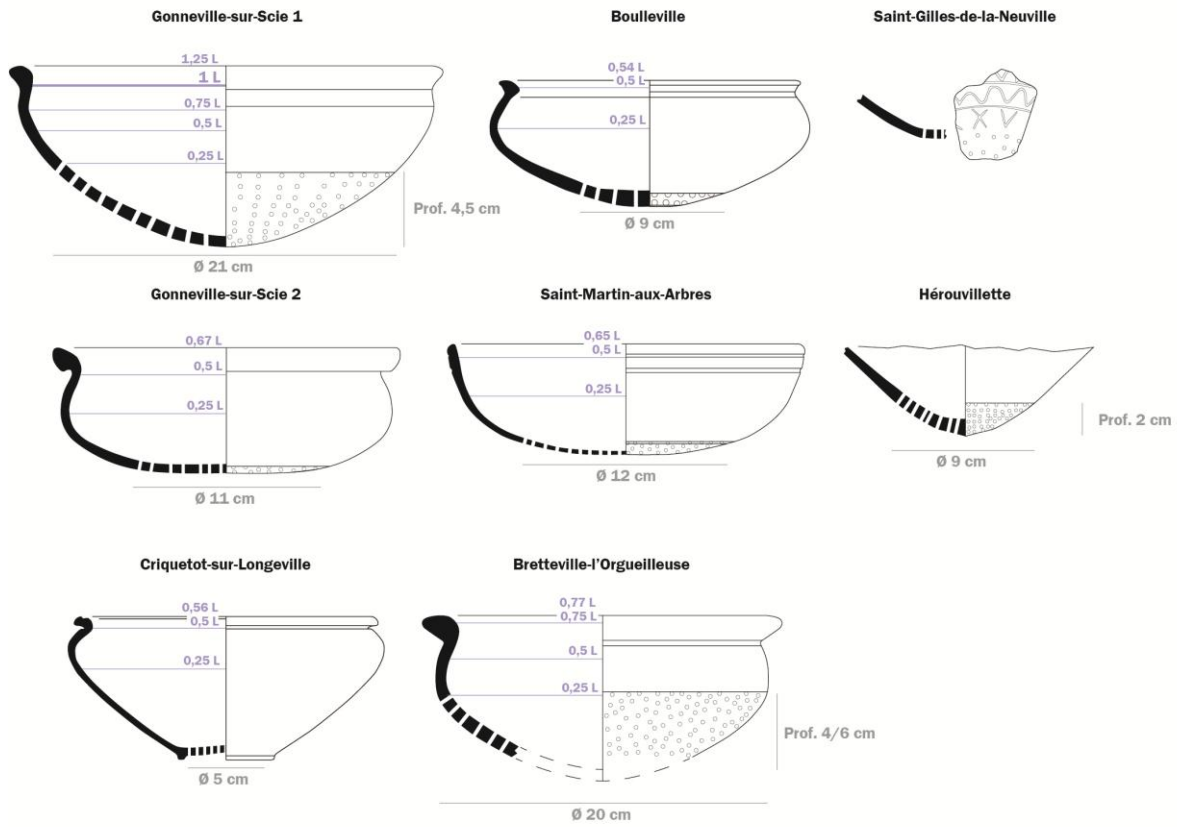 Gonneville-sur-Scie 1
1,25 L
1 L
0,75 L
0,5 L
0,25 L
Prof. 4,5 cm
Ø 21 cm
Boulleville
0,54 L
0,5 L
0,25 L
Ø 9 cm
Saint-Gilles-de-la-Neuville
Gonneville-sur-Scie 2
0,67 L
0,5 L
0,25 L
Ø 11 cm
Saint-Martin-aux-Arbres
0,65 L
0,5 L
0,25 L
Ø 12 cm
Hérouvillette
Prof. 2 cm
Ø 9 cm
Criquetot-sur-Longeville
0,56 L
0,5 L
0,25 L
Ø 5 cm
Bretteville-l'Orgueilleuse
0,77 L
0,75 L
0,5 L
0,25 L
Prof. 4/6 cm
Ø 20 cm